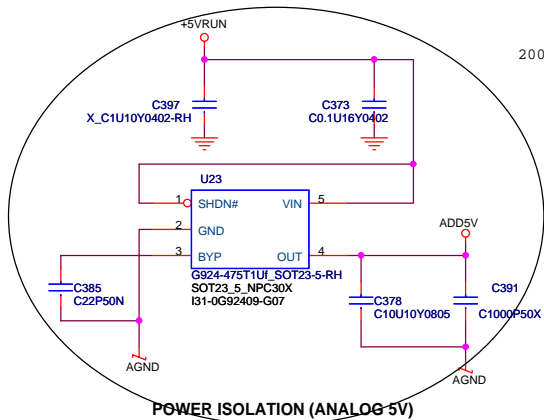 +5VRUN
200
C397
X_C1U10Y0402-RH
C373
C0.1U16Y0402
U23
1 SHDN# VIN 5
2 GND
3 BYP OUT 4
ADD5V
G924-475T1Uf_SOT23-5-RH
SOT23_5_NPC30X
I31-0G92409-G07
C385
C22P50N
C378
C10U10Y0805
C391
C1000P50X
AGND
AGND
POWER ISOLATION (ANALOG 5V)